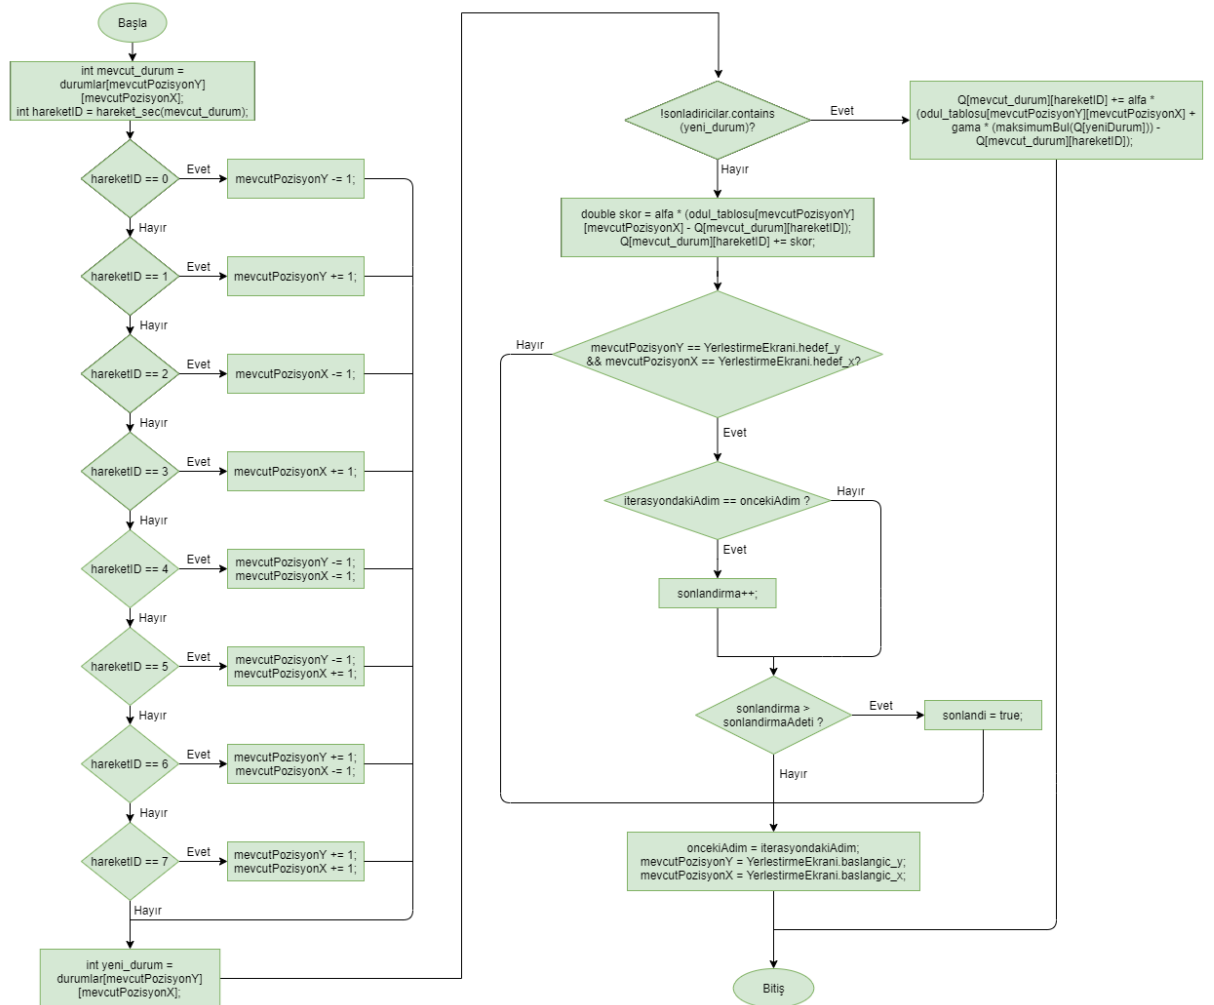 Başla
int mevcut_durum =
durumlar[mevcutPozisyonY]
[mevcutPozisyonX];
int hareketID = hareket_sec(mevcut_durum);
hareketID == 0
Evet
mevcutPozisyonY -= 1;
Hayır
hareketID == 1
Evet
mevcutPozisyonY += 1;
Hayır
hareketID == 2
Evet
mevcutPozisyonX -= 1;
Hayır
hareketID == 3
Evet
mevcutPozisyonX += 1;
Hayır
hareketID == 4
Evet
mevcutPozisyonY -= 1;
mevcutPozisyonX -= 1;
Hayır
hareketID == 5
Evet
mevcutPozisyonY -= 1;
mevcutPozisyonX += 1;
Hayır
hareketID == 6
Evet
mevcutPozisyonY += 1;
mevcutPozisyonX -= 1;
Hayır
hareketID == 7
Evet
mevcutPozisyonY += 1;
mevcutPozisyonX += 1;
Hayır
int yeni_durum =
durumlar[mevcutPozisyonY]
[mevcutPozisyonX];
!sonladiricilar.contains
(yeni_durum)?
Evet
Q[mevcut_durum][hareketID] += alfa *
(odul_tablosu[mevcutPozisyonY][mevcutPozisyonX] +
gama * (maksimumBul(Q[yeniDurum])) -
Q[mevcut_durum][hareketID]);
Hayır
double skor = alfa * (odul_tablosu[mevcutPozisyonY]
[mevcutPozisyonX] - Q[mevcut_durum][hareketID]);
Q[mevcut_durum][hareketID] += skor;
mevcutPozisyonY == YerlestirmeEkrani.hedef_y
&& mevcutPozisyonX == YerlestirmeEkrani.hedef_x?
Hayır
Evet
iterasyondakiAdim == oncekiAdim ?
Hayır
Evet
sonlandirma++;
sonlandirma >
sonlandirmaAdeti ?
Evet
sonlandi = true;
Hayır
oncekiAdim = iterasyondakiAdim;
mevcutPozisyonY = YerlestirmeEkrani.baslangic_y;
mevcutPozisyonX = YerlestirmeEkrani.baslangic_x;
Bitiş